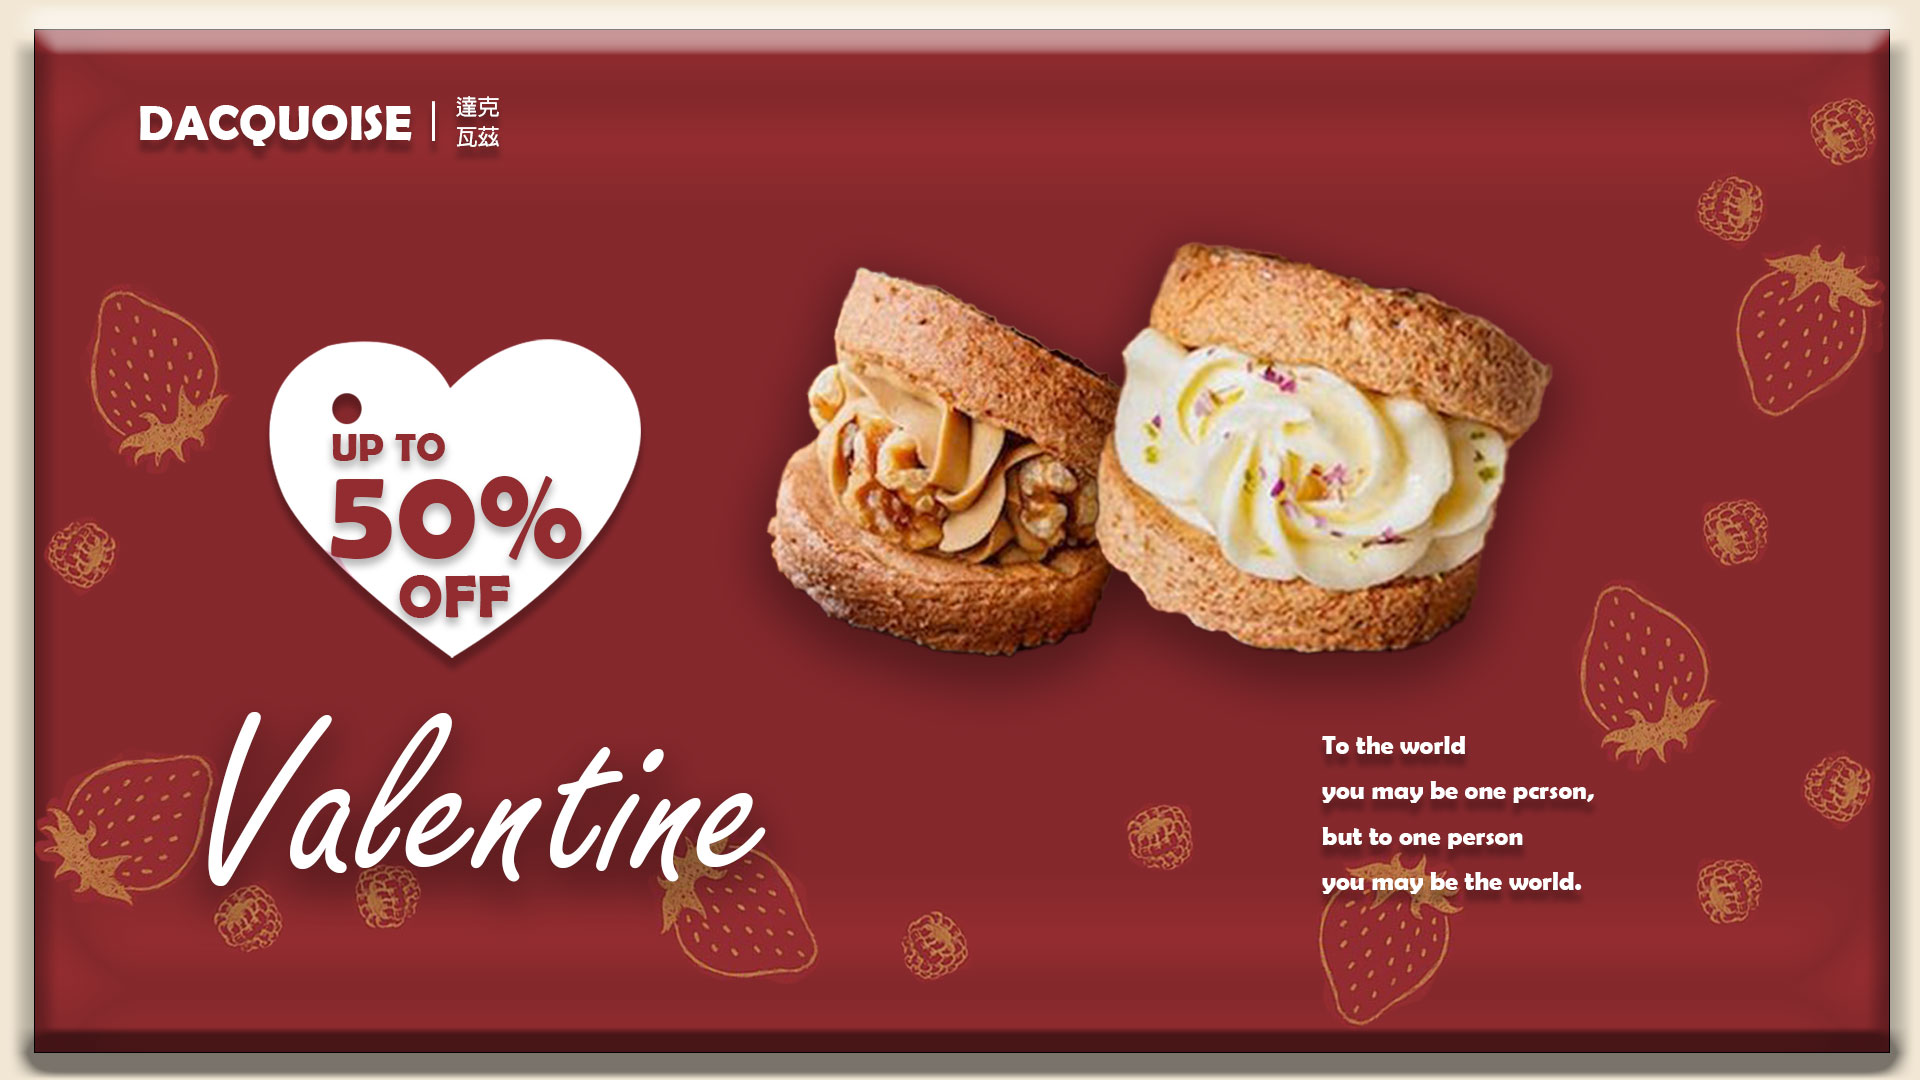 DACQUOISE
達克
瓦茲
UP TO
50%
OFF
Valentine
To the world
you may be one pcrson,
but to one person
you may be the world.